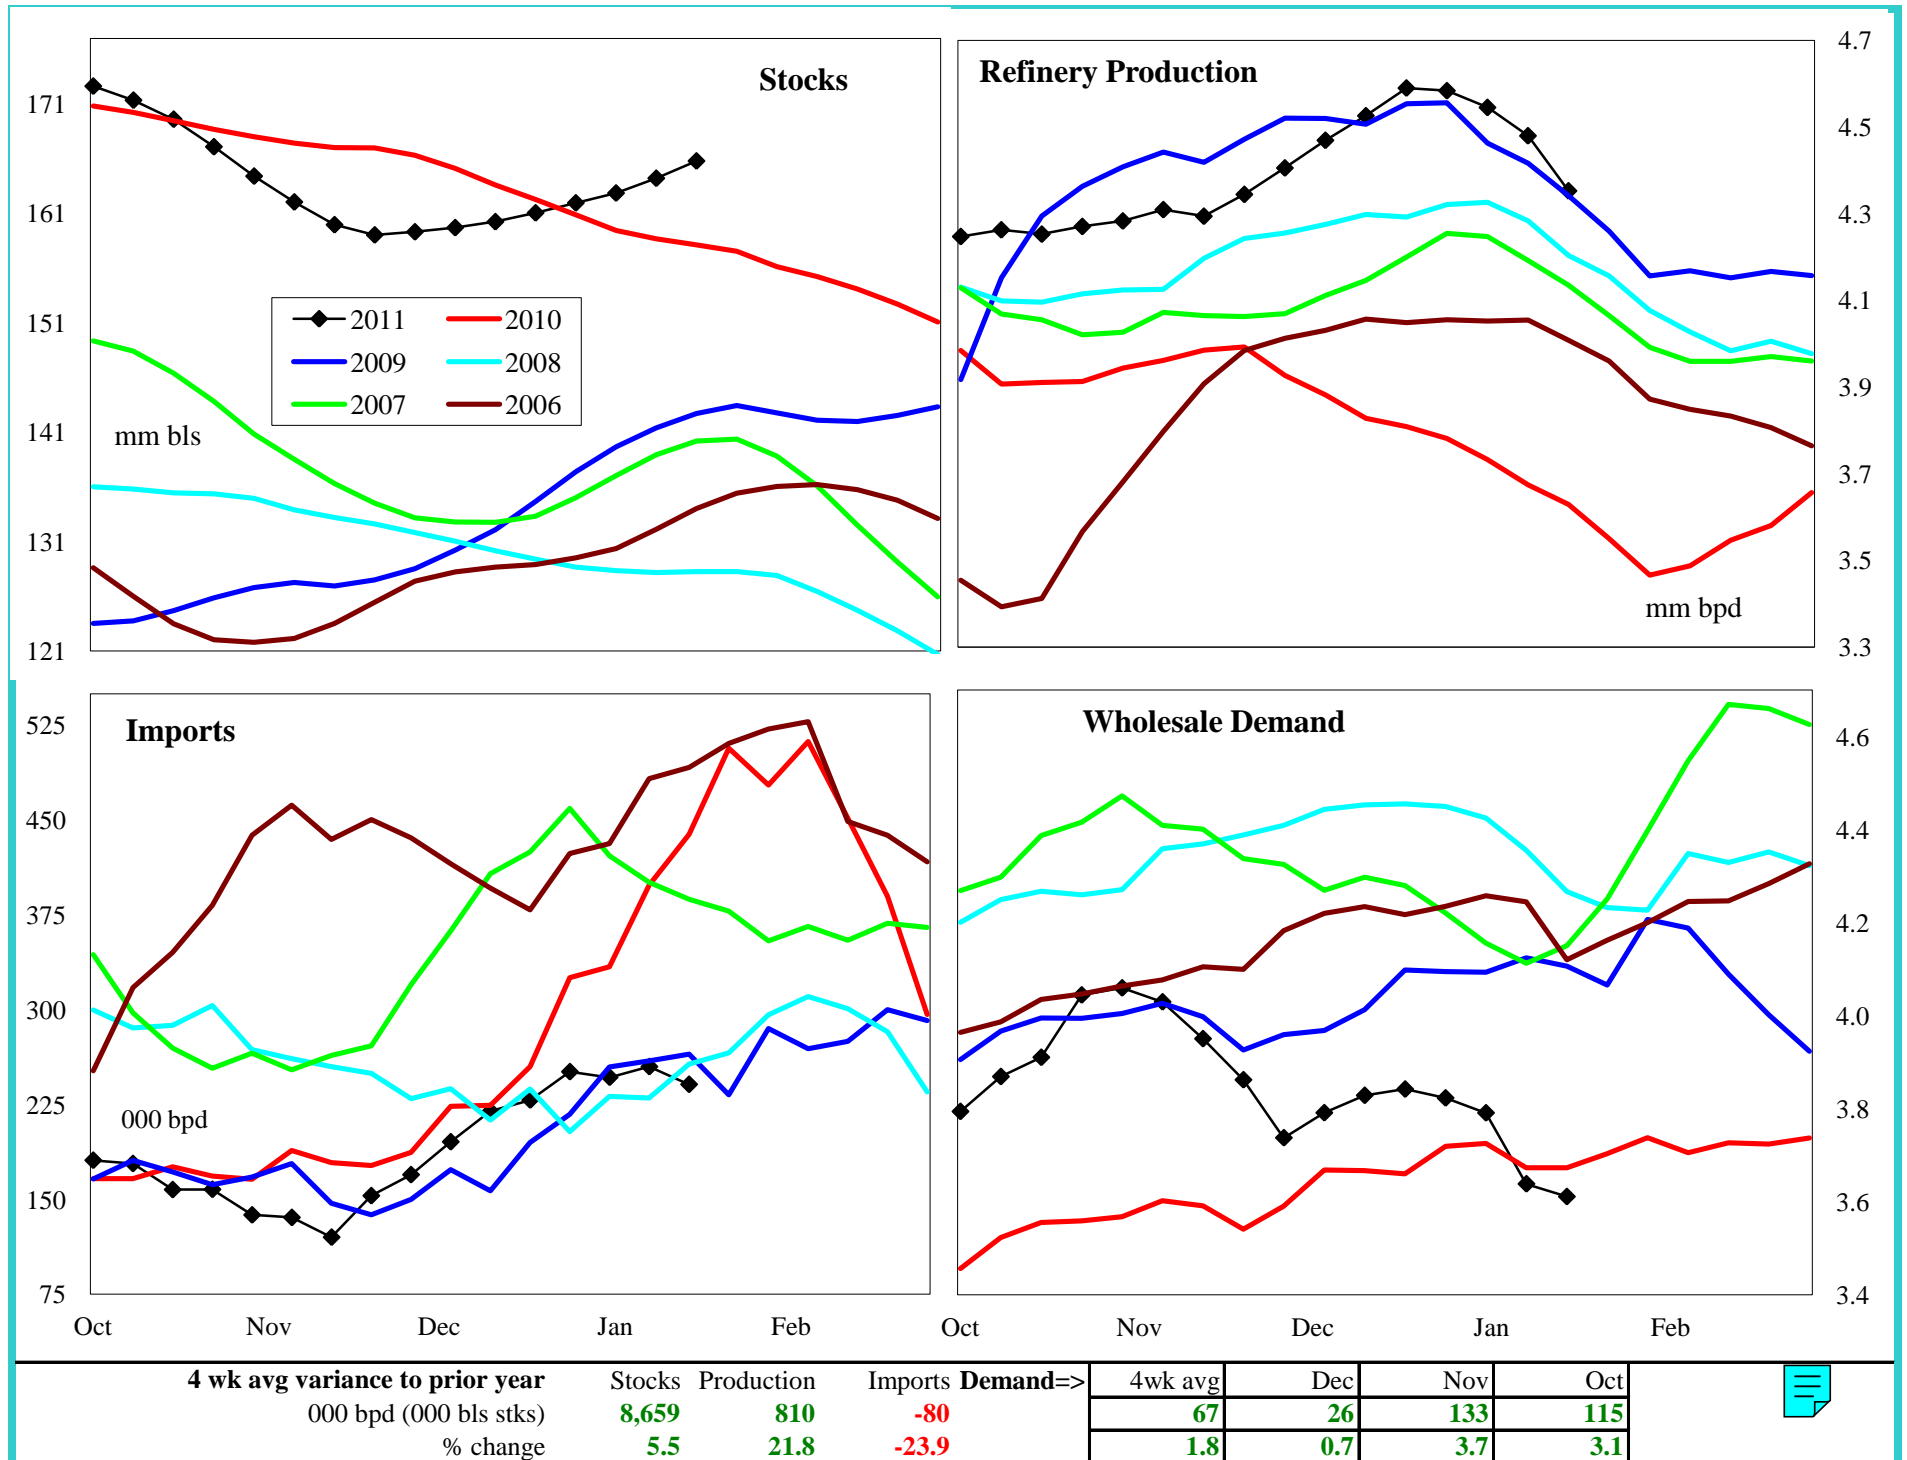 Stocks
171
161
151
141
131
121
mm bls
2011 2010
2009 2008
2007 2006
Refinery Production
4.7
4.5
4.3
4.1
3.9
3.7
3.5
3.3
mm bpd
Imports
525
450
375
300
225
150
75
000 bpd
Oct Nov Dec Jan Feb
Wholesale Demand
4.6
4.4
4.2
4.0
3.8
3.6
3.4
Oct Nov Dec Jan Feb
4 wk avg variance to prior year Stocks Production Imports Demand=> 4wk avg Dec Nov Oct
000 bpd (000 bls stks) 8,659 810 -80 67 26 133 115
% change 5.5 21.8 -23.9 1.8 0.7 3.7 3.1